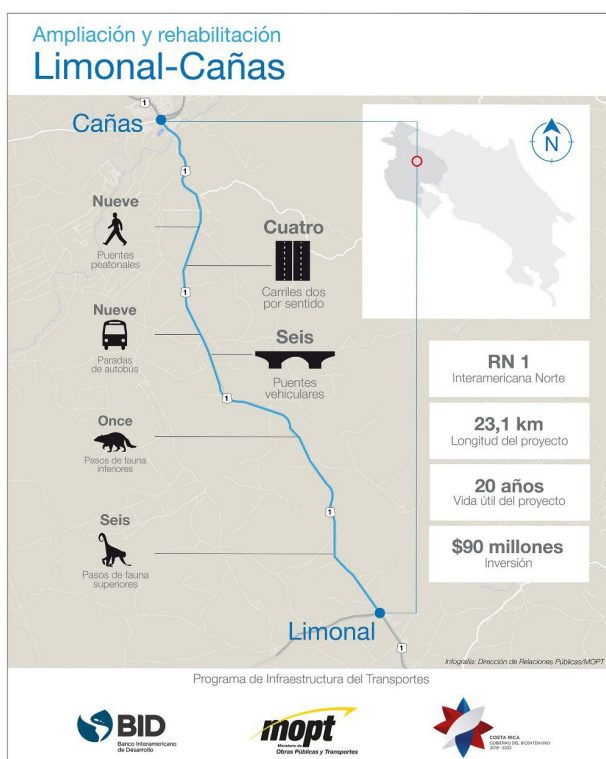 Ampliación y rehabilitación
Limonal-Cañas
1
Cañas
N
1
Nueve
Puentes
peatonales
Cuatro
Carriles dos
por sentido
1
Nueve
Paradas
de autobús
Seis
Puentes
vehiculares
1
RN 1
Interamericana Norte
23,1 km
Longitud del proyecto
Once
Pasos de fauna
inferiores
20 años
Vida útil del proyecto
1
Seis
Pasos de fauna
superiores
$90 millones
Inversión
Limonal
1
Infografía: Dirección de Relaciones Públicas/MOPT
Programa de Infraestructura del Transportes
BID
Banco Interamericano
de Desarrollo
mopt
Ministerio de
Obras Públicas y Transportes
COSTA RICA
GOBIERNO DEL BICENTENARIO
2018 - 2022